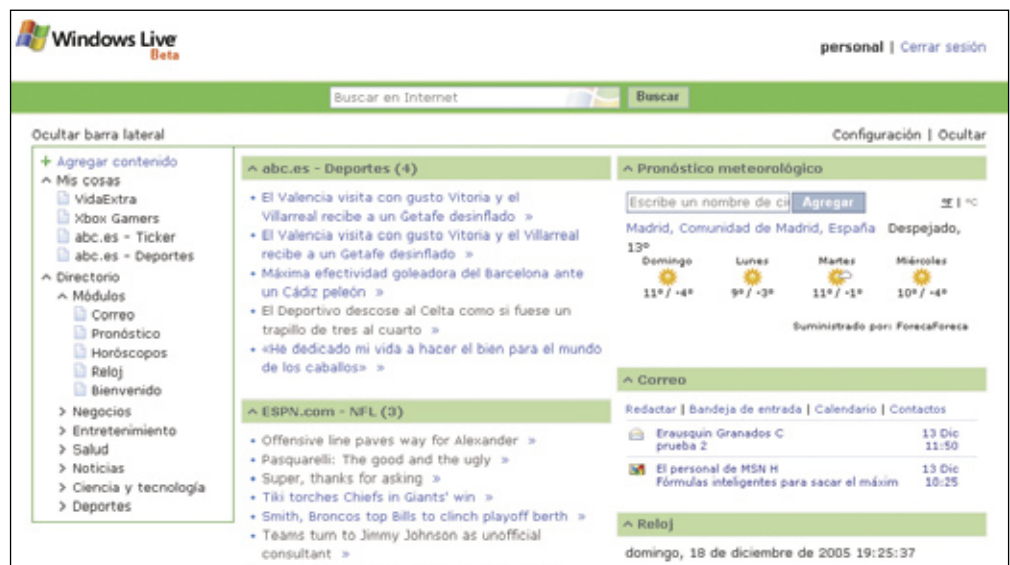 Windows Live
Beta
personal | Cerrar sesión
Buscar en Internet
Buscar
Ocultar barra lateral
Configuración | Ocultar
+ Agregar contenido
Mis cosas
VidaExtra
Xbox Gamers
abc.es - Ticker
abc.es - Deportes
Directorio
Módulos
Correo
Pronóstico
Horóscopos
Reloj
Bienvenido
Negocios
Entretenimiento
Salud
Noticias
Ciencia y tecnología
Deportes
abc.es - Deportes (4)
El Valencia visita con gusto Vitoria y el
Villarreal recibe a un Getafe desinflado »
El Valencia visita con gusto Vitoria y el Villarreal
recibe a un Getafe desinflado »
Máxima efectividad goleadora del Barcelona ante
un Cádiz peleón »
El Deportivo descose al Celta como si fuese un
trapillo de tres al cuarto »
«He dedicado mi vida a hacer el bien para el mundo
de los caballos» »
ESPN.com - NFL (3)
Offensive line paves way for Alexander »
Pasquarelli: The good and the ugly »
Super, thanks for asking »
Tiki torches Chiefs in Giants' win »
Smith, Broncos top Bills to clinch playoff berth »
Teams turn to Jimmy Johnson as unofficial
consultant »
Pronóstico meteorológico
Escribe un nombre de ci
Agregar
°F | °C
Madrid, Comunidad de Madrid, España Despejado,
13º
Domingo Lunes Martes Miércoles
11º / -4º 9º / -3º 11º / -1º 10º / -4º
Suministrado por: ForecaForeca
Correo
Redactar | Bandeja de entrada | Calendario | Contactos
Erausquin Granados C 13 Dic
prueba 2 11:50
El personal de MSN H 13 Dic
Fórmulas inteligentes para sacar el máxim 10:25
Reloj
domingo, 18 de diciembre de 2005 19:25:37